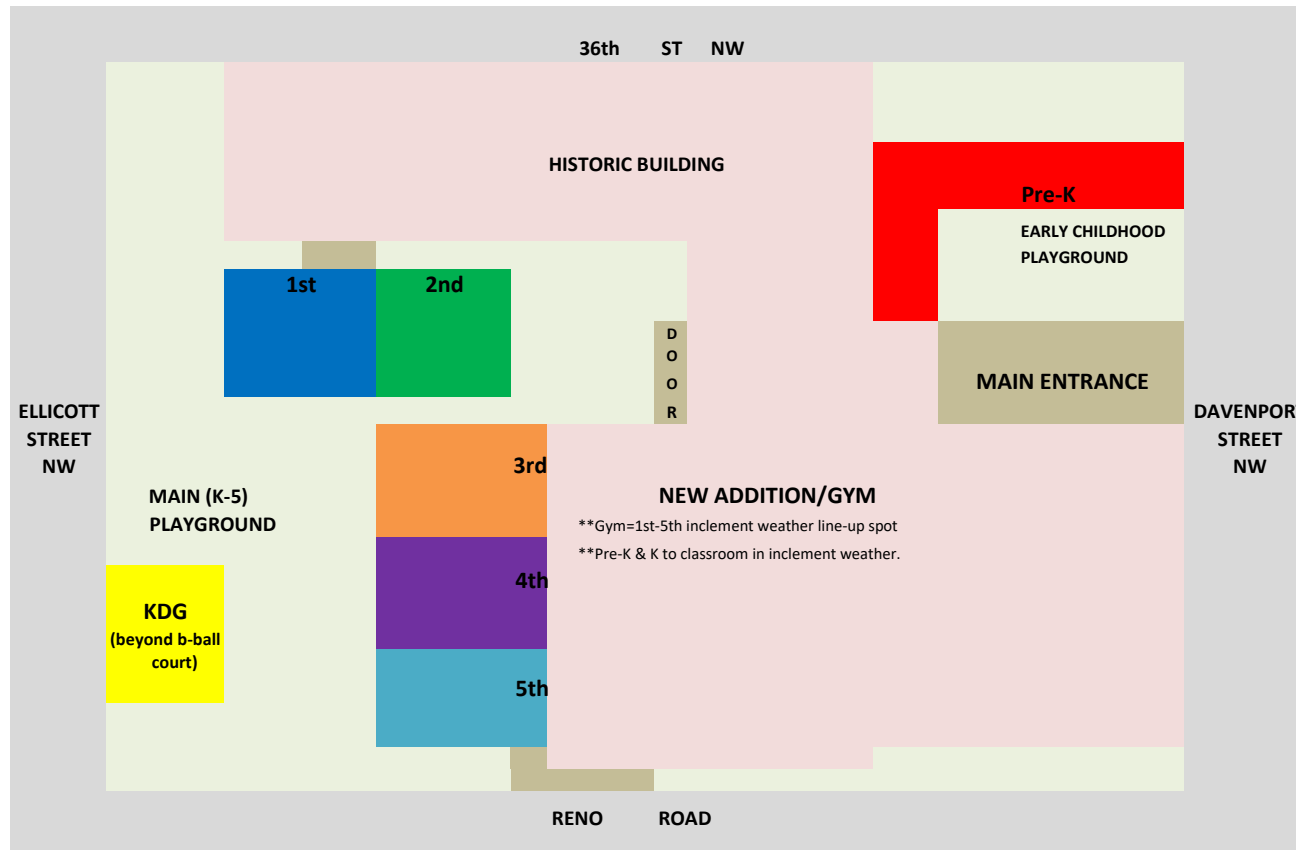 36th ST NW
HISTORIC BUILDING
Pre-K
EARLY CHILDHOOD
PLAYGROUND
1st
2nd
DOOR
MAIN ENTRANCE
ELLICOTT
STREET
NW
DAVENPORT
STREET
NW
3rd
MAIN (K-5)
PLAYGROUND
NEW ADDITION/GYM
**Gym=1st-5th inclement weather line-up spot
**Pre-K & K to classroom in inclement weather.
4th
KDG
(beyond b-ball
court)
5th
RENO ROAD